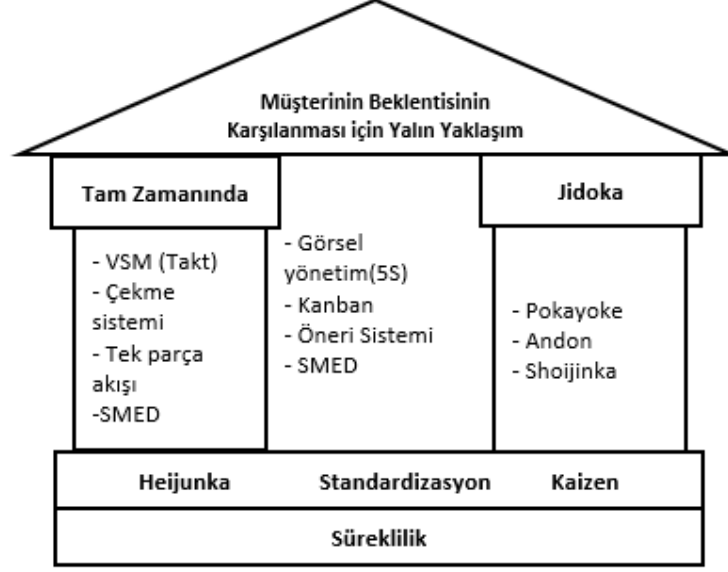 Müşterinin Beklentisinin
Karşılanması için Yalın Yaklaşım
Tam Zamanında
- VSM (Takt)
- Çekme
sistemi
- Tek parça
akışı
-SMED
- Görsel
yönetim(5S)
- Kanban
- Öneri Sistemi
- SMED
Jidoka
- Pokayoke
- Andon
- Shoijinka
Heijunka Standardizasyon Kaizen
Süreklilik